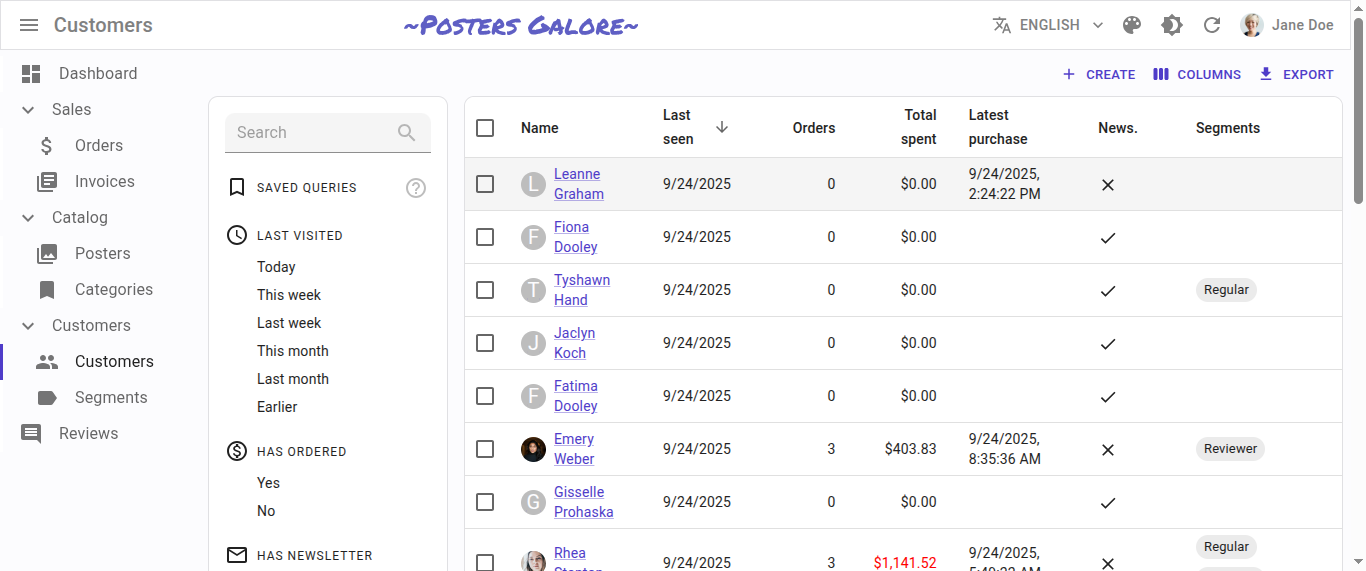 Customers
~Posters Galore~
ENGLISH
Jane Doe
Dashboard
Sales
Orders
Invoices
Catalog
Posters
Categories
Customers
Customers
Segments
Reviews
CREATE
COLUMNS
EXPORT
Search
SAVED QUERIES
?
LAST VISITED
Today
This week
Last week
This month
Last month
Earlier
HAS ORDERED
Yes
No
HAS NEWSLETTER
Name
Last seen
Orders
Total spent
Latest purchase
News.
Segments
L Leanne Graham 9/24/2025 0 $0.00 9/24/2025, 2:24:22 PM
F Fiona Dooley 9/24/2025 0 $0.00
T Tyshawn Hand 9/24/2025 0 $0.00 Regular
J Jaclyn Koch 9/24/2025 0 $0.00
F Fatima Dooley 9/24/2025 0 $0.00
Emery Weber 9/24/2025 3 $403.83 9/24/2025, 8:35:36 AM Reviewer
G Gisselle Prohaska 9/24/2025 0 $0.00
Rhea 9/24/2025 3 $1,141.52 9/24/2025, Regular